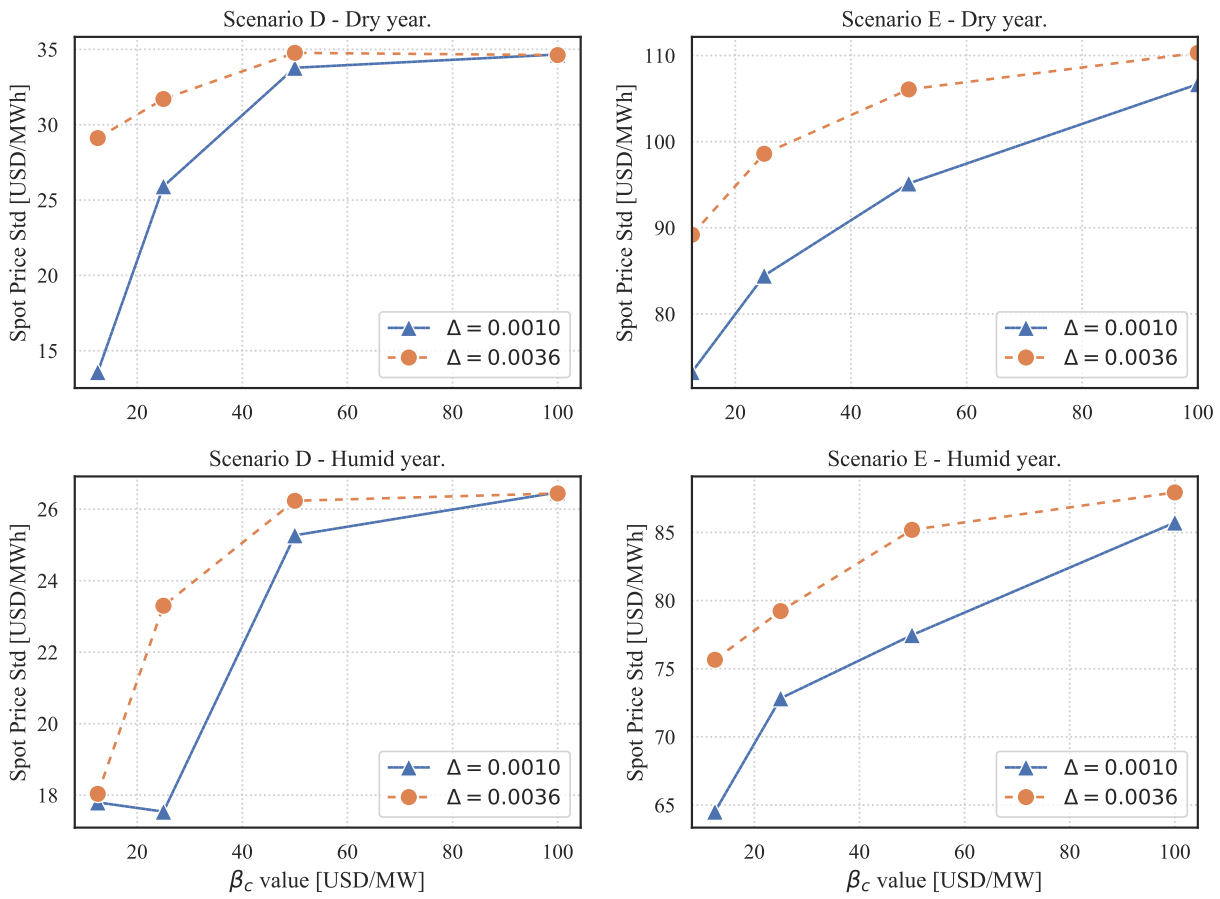 Scenario D - Dry year.
Spot Price Std [USD/MWh]
35
30
25
20
15
20 40 60 80 100
Δ = 0.0010
Δ = 0.0036
Scenario E - Dry year.
Spot Price Std [USD/MWh]
110
100
90
80
20 40 60 80 100
Δ = 0.0010
Δ = 0.0036
Scenario D - Humid year.
Spot Price Std [USD/MWh]
26
24
22
20
18
20 40 60 80 100
β_c value [USD/MW]
Δ = 0.0010
Δ = 0.0036
Scenario E - Humid year.
Spot Price Std [USD/MWh]
85
80
75
70
65
20 40 60 80 100
β_c value [USD/MW]
Δ = 0.0010
Δ = 0.0036